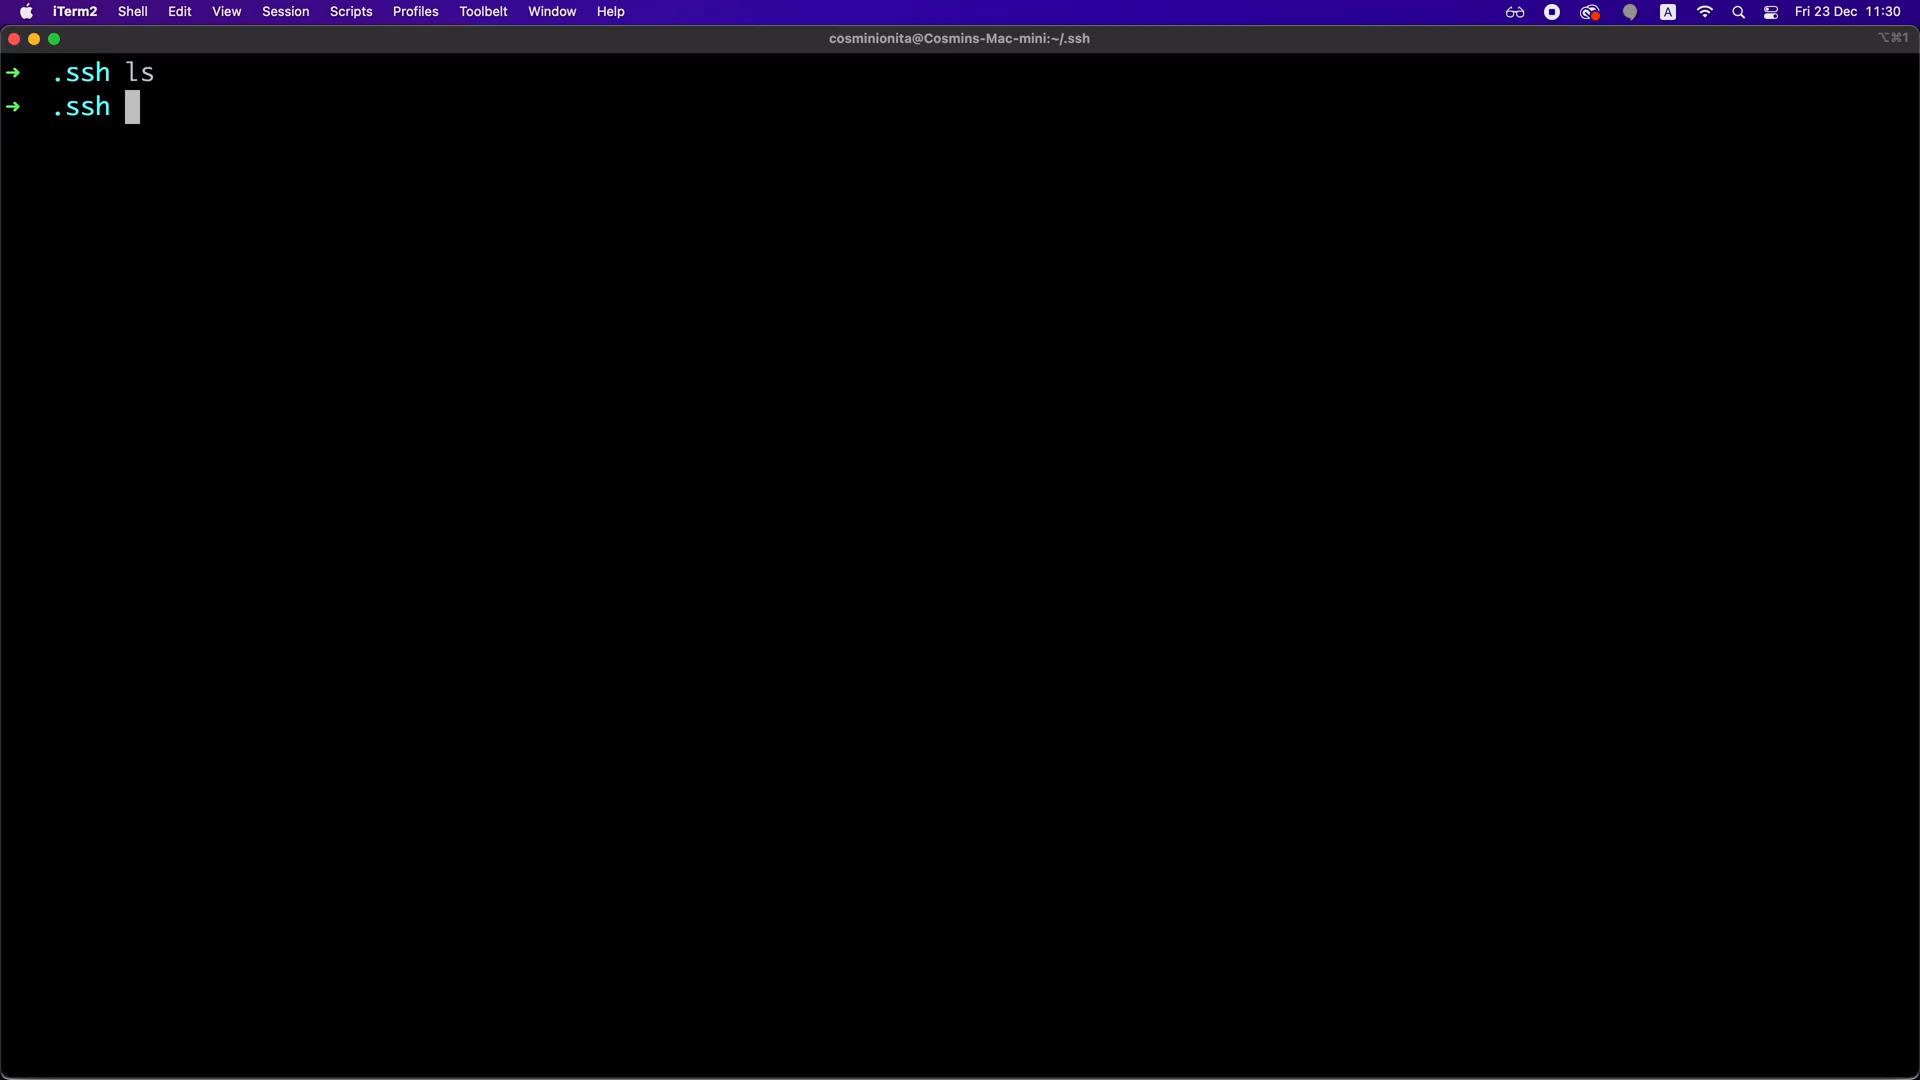 iTerm2 Shell Edit View Session Scripts Profiles Toolbelt Window Help A Fri 23 Dec 11:30
cosminionita@Cosmins-Mac-mini:~/.ssh ⌥⌘1
➜ .ssh ls
➜ .ssh